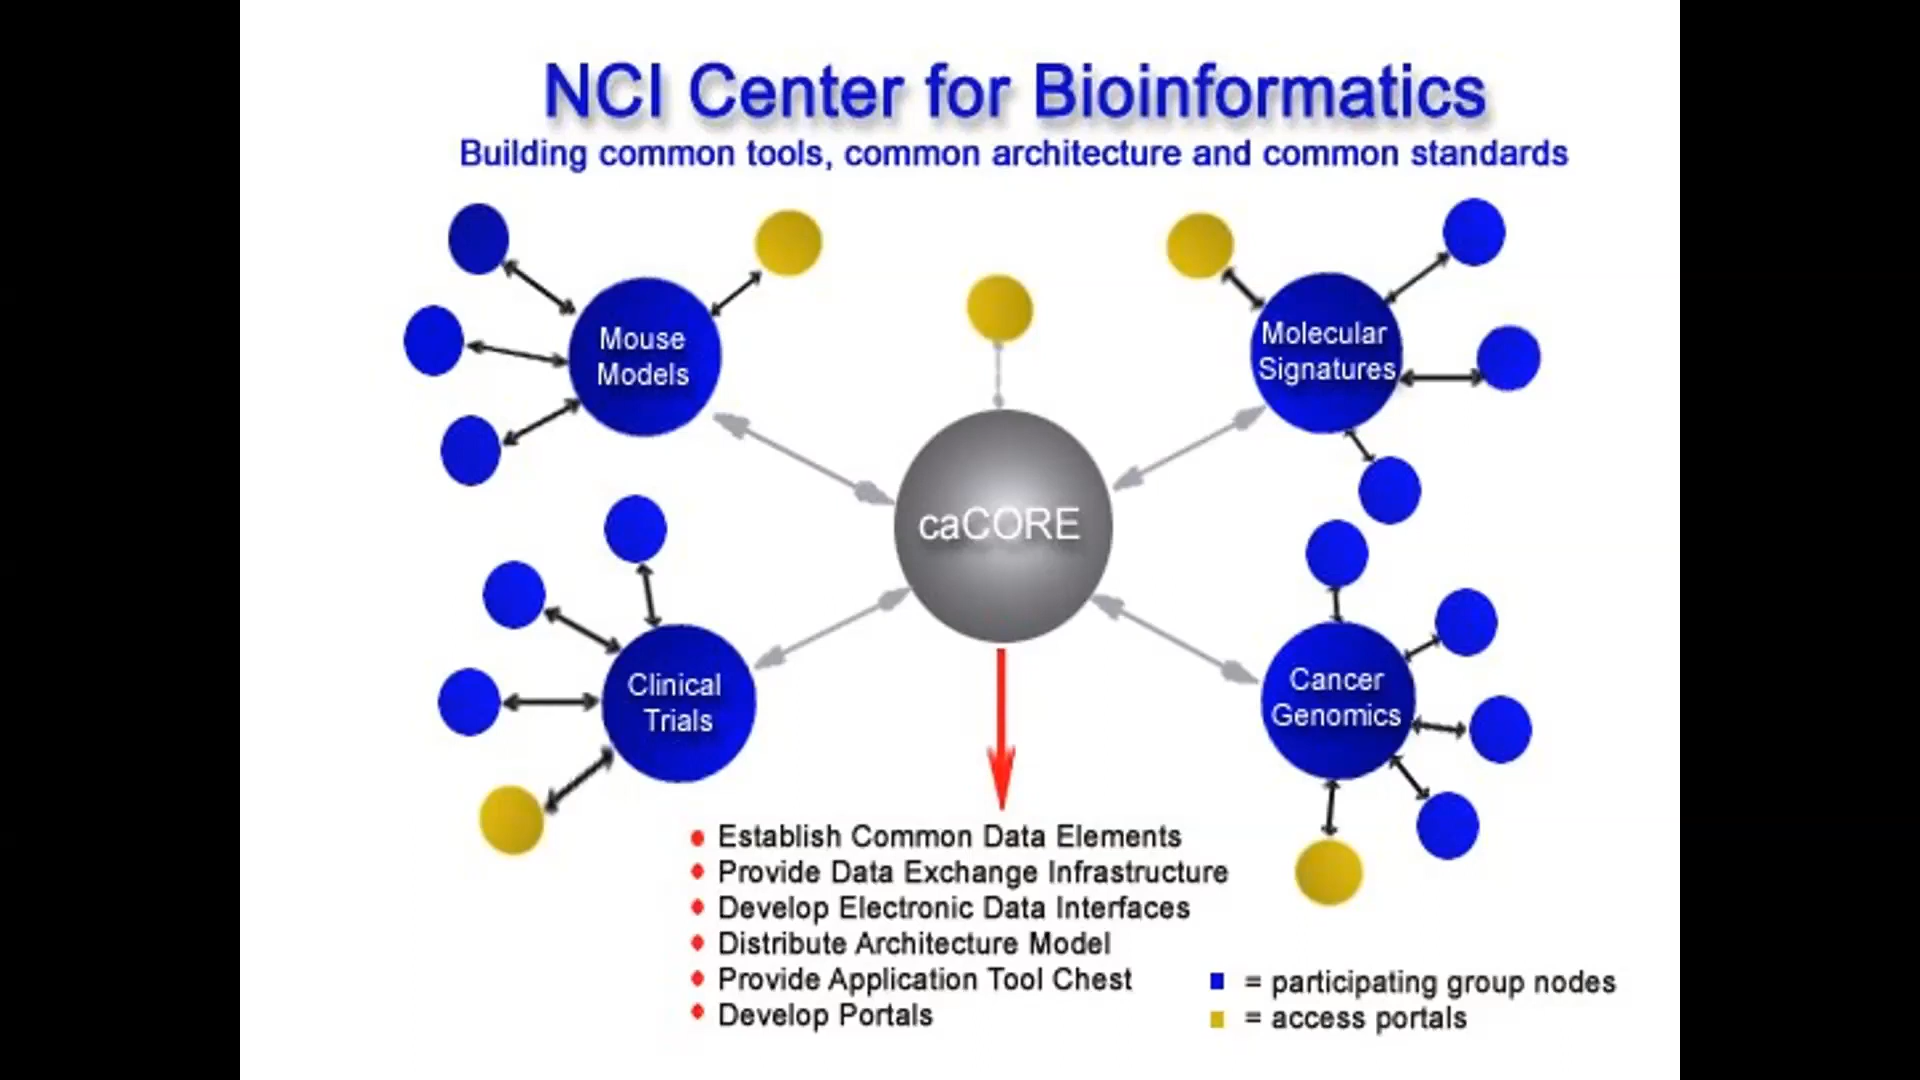 NCI Center for Bioinformatics
Building common tools, common architecture and common standards
Mouse
Models
Molecular
Signatures
caCORE
Clinical
Trials
Cancer
Genomics
Establish Common Data Elements
Provide Data Exchange Infrastructure
Develop Electronic Data Interfaces
Distribute Architecture Model
Provide Application Tool Chest
Develop Portals
= participating group nodes
= access portals